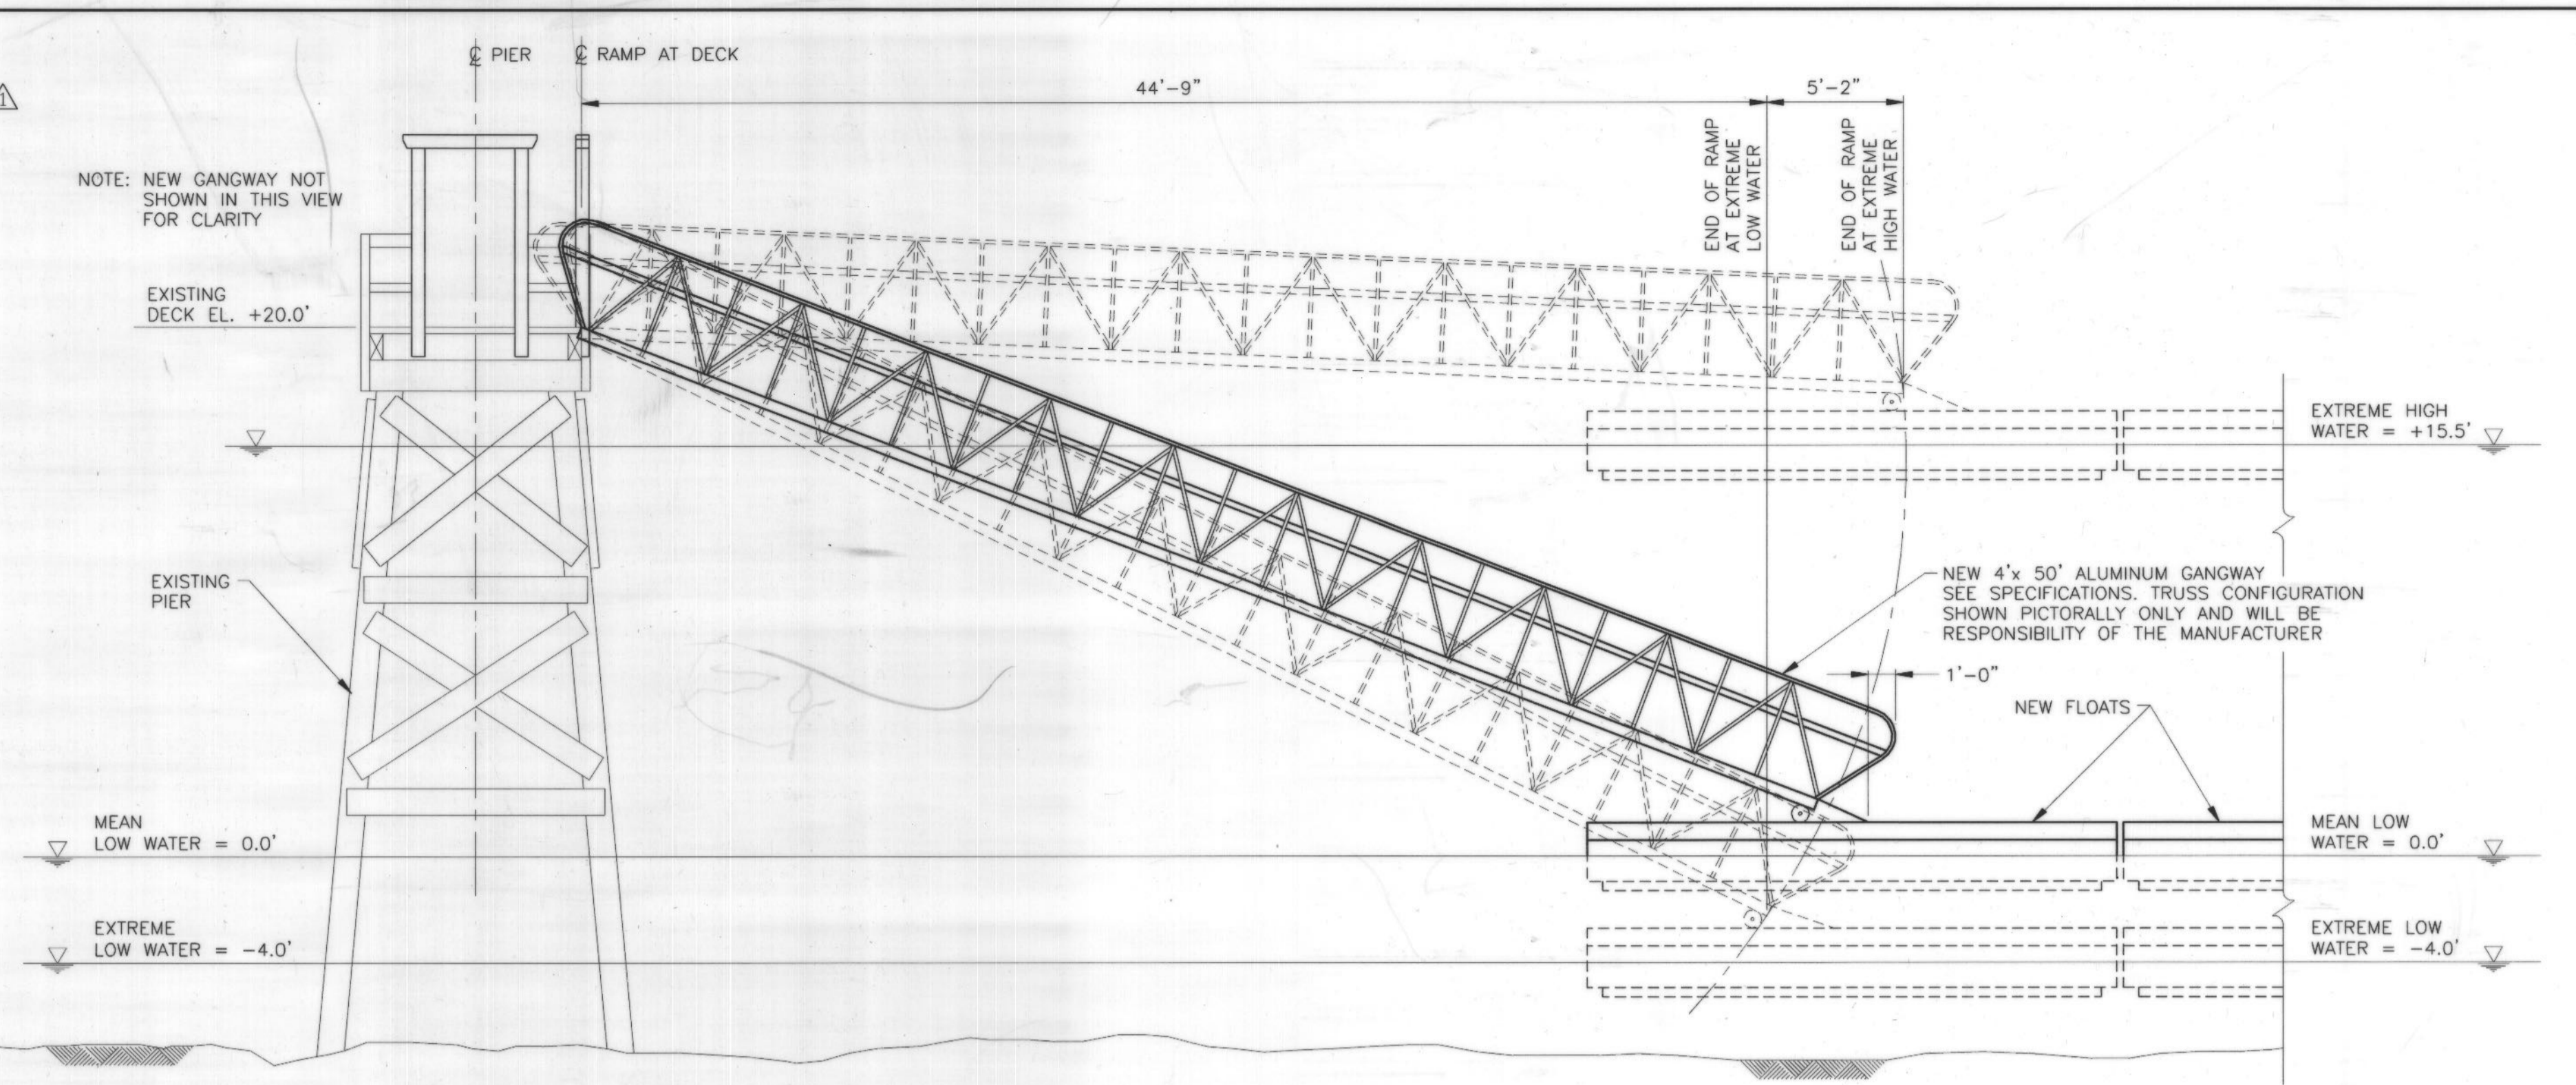 ℄ PIER
℄ RAMP AT DECK
44'-9"
5'-2"
1
END OF RAMP
AT EXTREME
LOW WATER
END OF RAMP
AT EXTREME
HIGH WATER
NOTE: NEW GANGWAY NOT
SHOWN IN THIS VIEW
FOR CLARITY
EXISTING
DECK EL. +20.0'
EXTREME HIGH
WATER = +15.5'
EXISTING
PIER
NEW 4'x 50' ALUMINUM GANGWAY
SEE SPECIFICATIONS. TRUSS CONFIGURATION
SHOWN PICTORALLY ONLY AND WILL BE
RESPONSIBILITY OF THE MANUFACTURER
1'-0"
NEW FLOATS
MEAN
LOW WATER = 0.0'
MEAN LOW
WATER = 0.0'
EXTREME
LOW WATER = -4.0'
EXTREME LOW
WATER = -4.0'